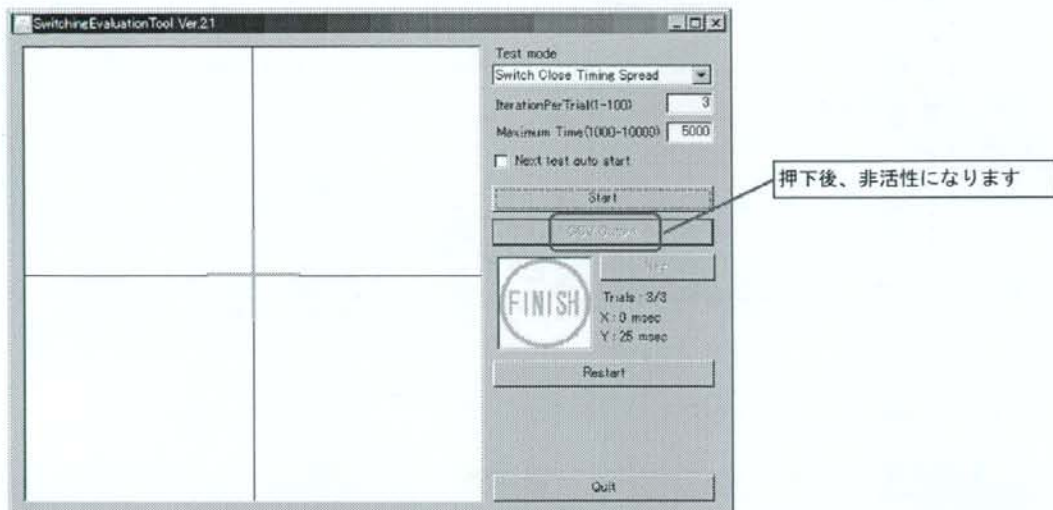 SwitchingEvaluationTool Ver.2.1
Test mode
Switch Close Timing Spread
IterationPerTrial(1-100) 3
Maximum Time(1000-10000) 5000
Next test auto start
Start
CSV Output
押下後、非活性になります
FINISH
Trials : 3/3
X : 0 msec
Y : 25 msec
Restart
Quit